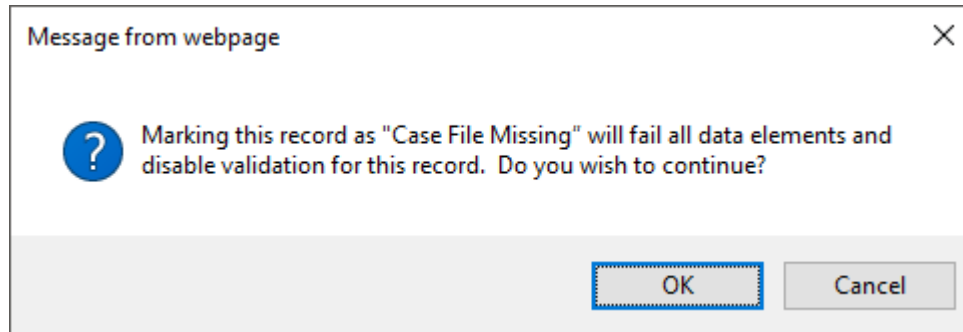 Message from webpage
?
Marking this record as "Case File Missing" will fail all data elements and
disable validation for this record.  Do you wish to continue?
OK
Cancel